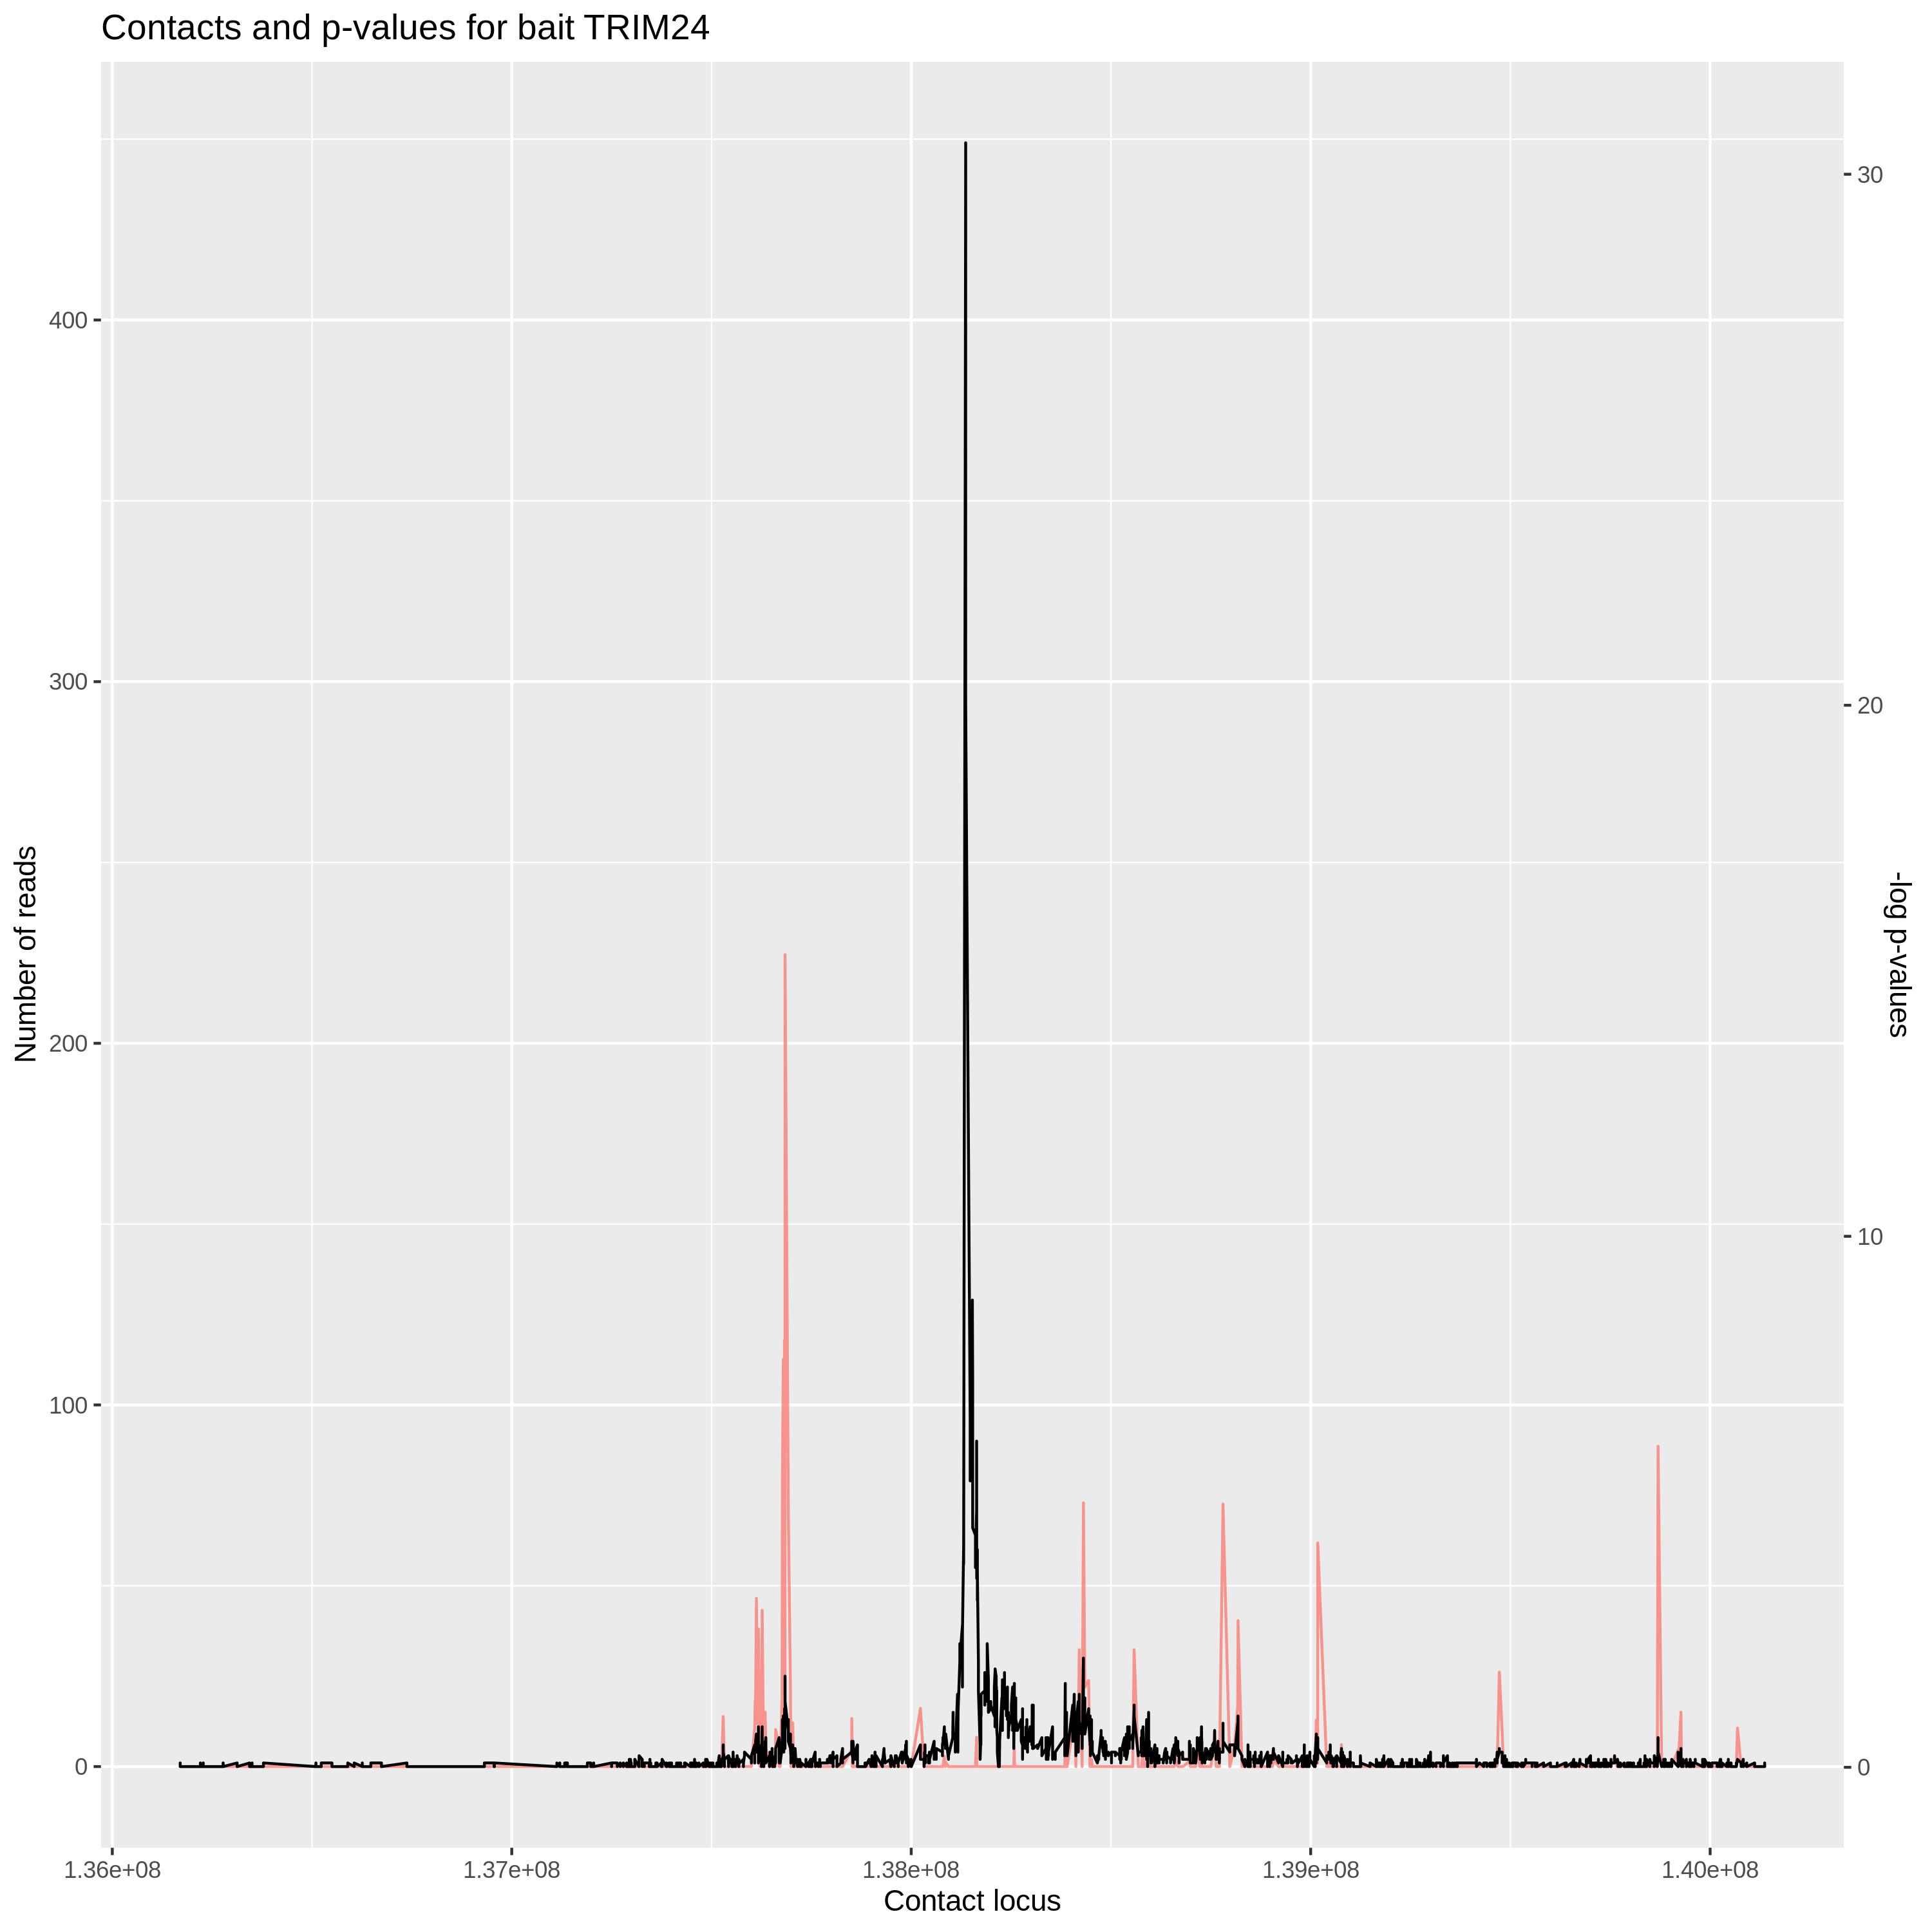 Contacts and p-values for bait TRIM24
Number of reads
400
300
200
100
0
-log p-values
30
20
10
0
1.36e+08
1.37e+08
1.38e+08
1.39e+08
1.40e+08
Contact locus